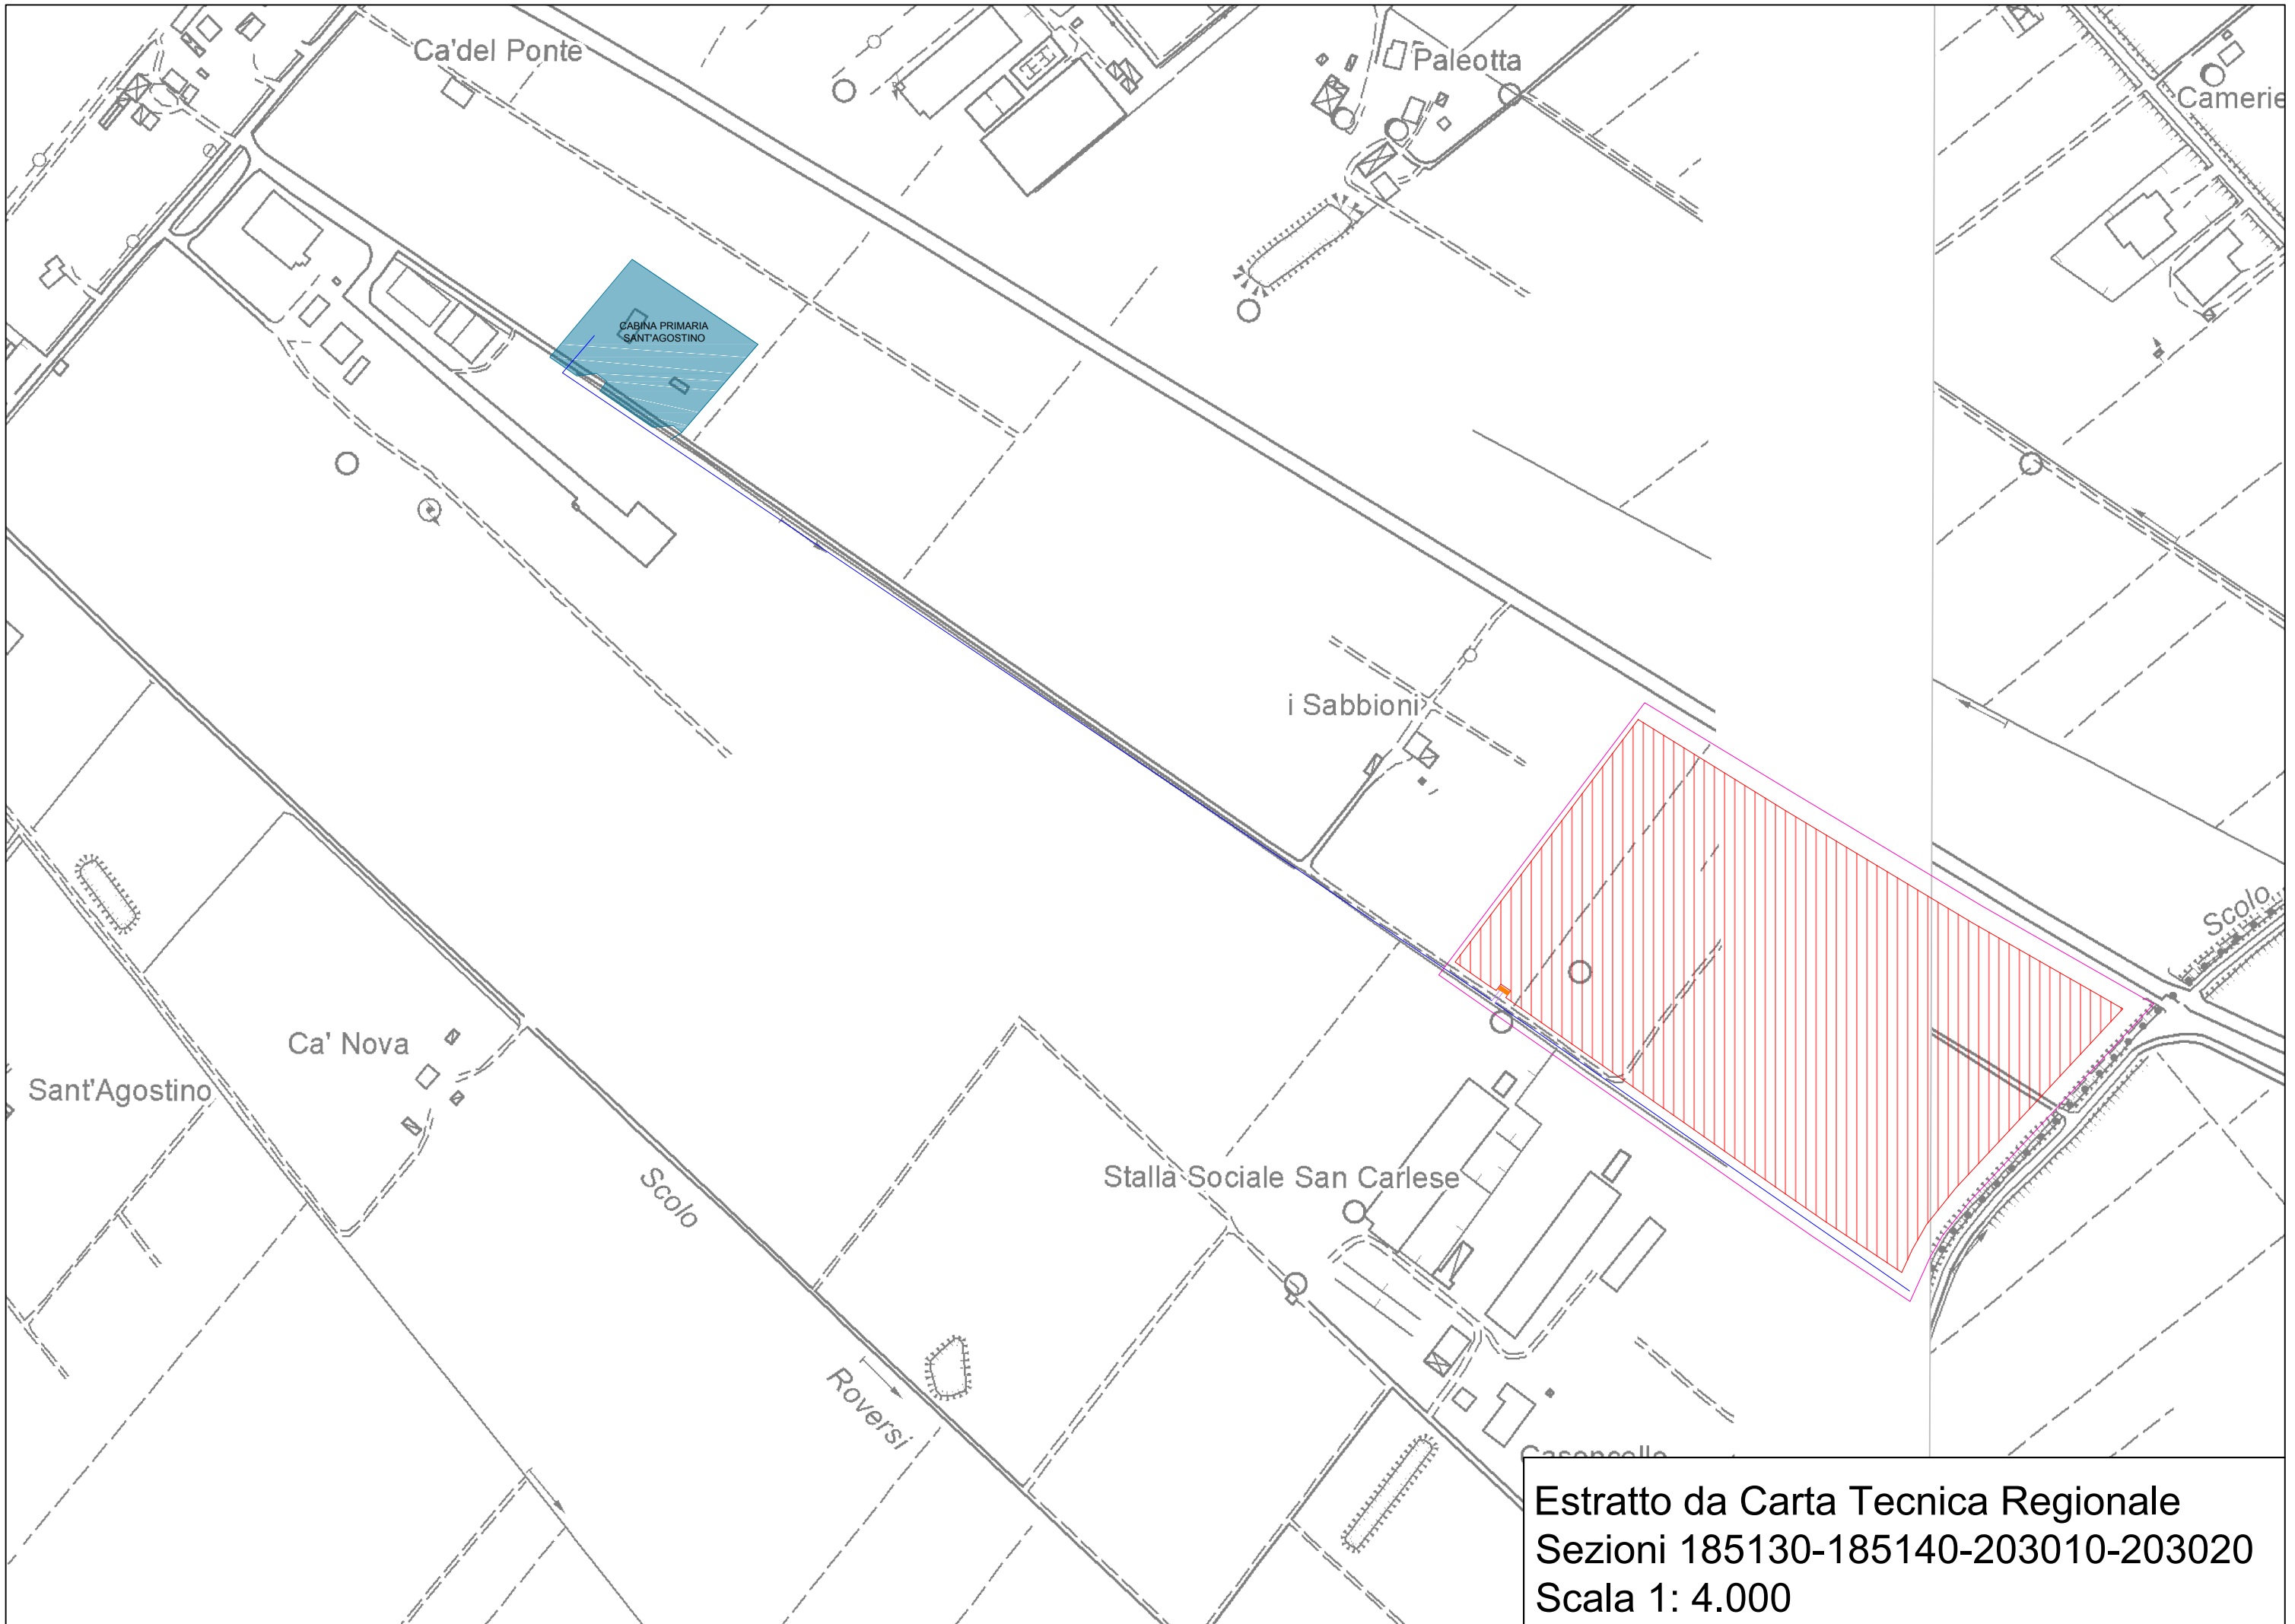 Ca'del Ponte
Paleotta
Camerie
CABINA PRIMARIA
SANT'AGOSTINO
i Sabbioni
Scolo
Ca' Nova
Sant'Agostino
Stalla Sociale San Carlese
Scolo
Roversi
Casoncello
Estratto da Carta Tecnica Regionale
Sezioni 185130-185140-203010-203020
Scala 1: 4.000